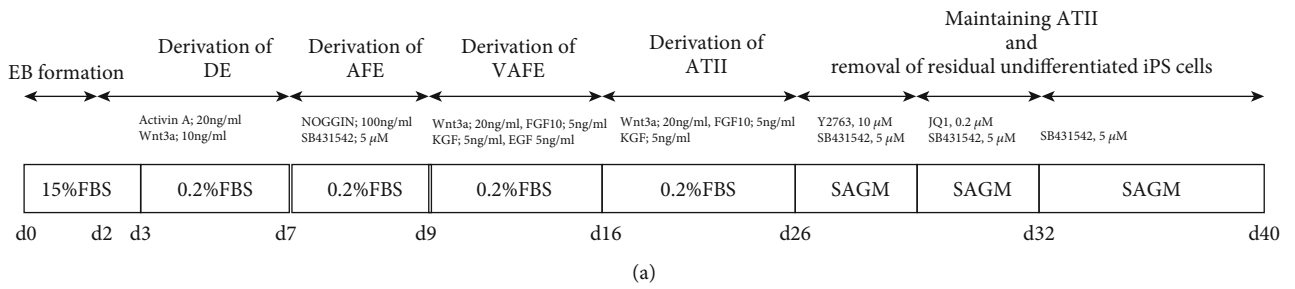 EB formation
Derivation of
DE
Derivation of
AFE
Derivation of
VAFE
Derivation of
ATII
Maintaining ATII
and
removal of residual undifferentiated iPS cells
Activin A; 20ng/ml
Wnt3a; 10ng/ml
NOGGIN; 100ng/ml
SB431542; 5 μM
Wnt3a; 20ng/ml, FGF10; 5ng/ml
KGF; 5ng/ml, EGF 5ng/ml
Wnt3a; 20ng/ml, FGF10; 5ng/ml
KGF; 5ng/ml
Y2763, 10 μM
SB431542, 5 μM
JQ1, 0.2 μM
SB431542, 5 μM
SB431542, 5 μM
15%FBS 0.2%FBS 0.2%FBS 0.2%FBS 0.2%FBS SAGM SAGM SAGM
d0 d2 d3 d7 d9 d16 d26 d32 d40
(a)